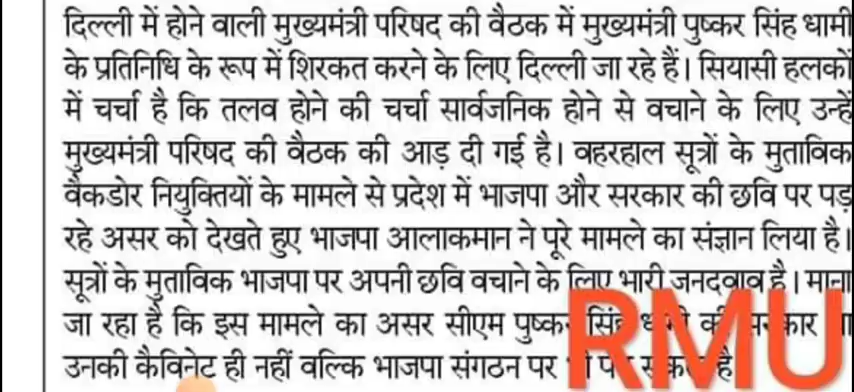 दिल्ली में होने वाली मुख्यमंत्री परिषद की वैठक में मुख्यमंत्री पुष्कर सिंह धामी
के प्रतिनिधि के रूप में शिरकत करने के लिए दिल्ली जा रहे हैं। सियासी हलकों
में चर्चा है कि तलव होने की चर्चा सार्वजनिक होने से वचाने के लिए उन्हें
मुख्यमंत्री परिषद की वैठक की आड़ दी गई है। वहरहाल सूत्रों के मुताविक
वैकडोर नियुक्तियों के मामले से प्रदेश में भाजपा और सरकार की छवि पर पड़
रहे असर को देखते हुए भाजपा आलाकमान ने पूरे मामले का संज्ञान लिया है।
सूत्रों के मुताविक भाजपा पर अपनी छवि वचाने के लिए भारी जनदवाव है। माना
जा रहा है कि इस मामले का असर सीएम पुष्कर सिंह धामी की सरकार
उनकी कैविनेट ही नहीं वल्कि भाजपा संगठन पर है
RMU